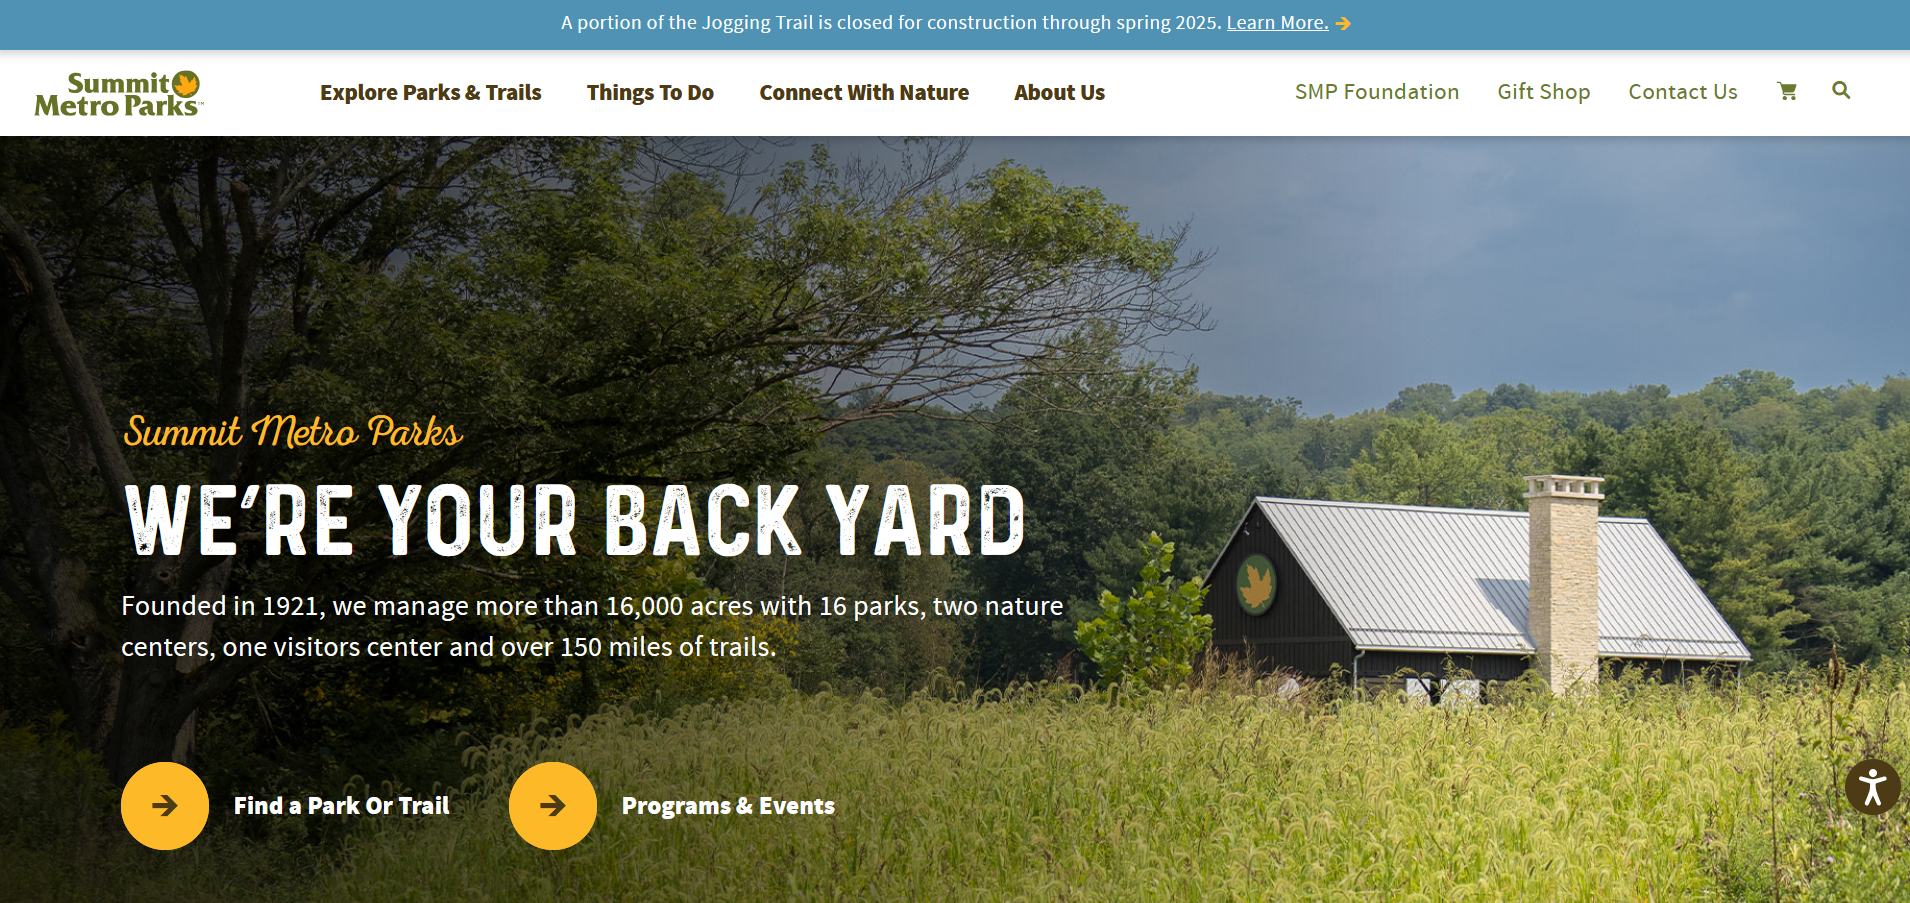 A portion of the Jogging Trail is closed for construction through spring 2025. Learn More.
Summit
Metro Parks™
Explore Parks & Trails
Things To Do
Connect With Nature
About Us
SMP Foundation
Gift Shop
Contact Us
Summit Metro Parks
WE'RE YOUR BACK YARD
Founded in 1921, we manage more than 16,000 acres with 16 parks, two nature
centers, one visitors center and over 150 miles of trails.
Find a Park Or Trail
Programs & Events